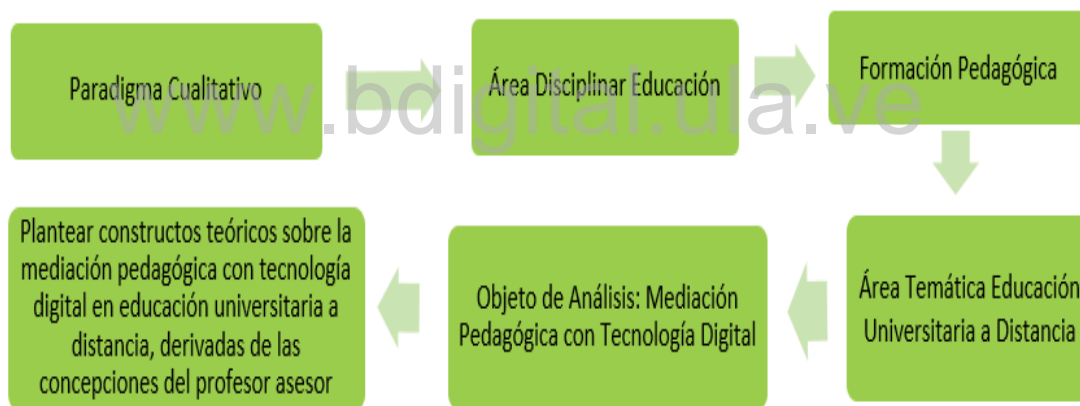 Paradigma Cualitativo
Área Disciplinar Educación
Formación Pedagógica
www.bdigital.ula.ve
Área Temática Educación
Universitaria a Distancia
Objeto de Análisis: Mediación
Pedagógica con Tecnología Digital
Plantear constructos teóricos sobre la
mediación pedagógica con tecnología
digital en educación universitaria a
distancia, derivadas de las
concepciones del profesor asesor